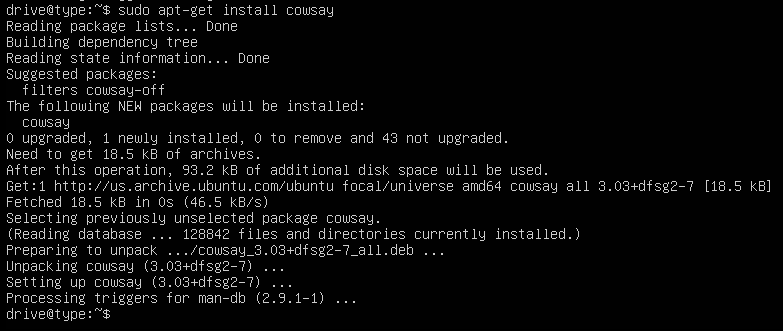 drive@type:~$ sudo apt-get install cowsay
Reading package lists... Done
Building dependency tree
Reading state information... Done
Suggested packages:
  filters cowsay-off
The following NEW packages will be installed:
  cowsay
0 upgraded, 1 newly installed, 0 to remove and 43 not upgraded.
Need to get 18.5 kB of archives.
After this operation, 93.2 kB of additional disk space will be used.
Get:1 http://us.archive.ubuntu.com/ubuntu focal/universe amd64 cowsay all 3.03+dfsg2-7 [18.5 kB]
Fetched 18.5 kB in 0s (46.5 kB/s)
Selecting previously unselected package cowsay.
(Reading database ... 128842 files and directories currently installed.)
Preparing to unpack .../cowsay_3.03+dfsg2-7_all.deb ...
Unpacking cowsay (3.03+dfsg2-7) ...
Setting up cowsay (3.03+dfsg2-7) ...
Processing triggers for man-db (2.9.1-1) ...
drive@type:~$